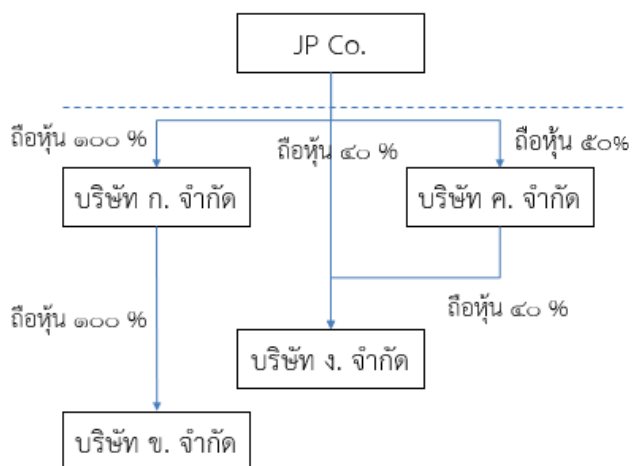 JP Co.
ถือหุ้น ๑๐๐ %
ถือหุ้น ๔๐ %
ถือหุ้น ๕๐%
บริษัท ก. จำกัด
บริษัท ค. จำกัด
ถือหุ้น ๑๐๐ %
ถือหุ้น ๔๐ %
บริษัท ง. จำกัด
บริษัท ข. จำกัด